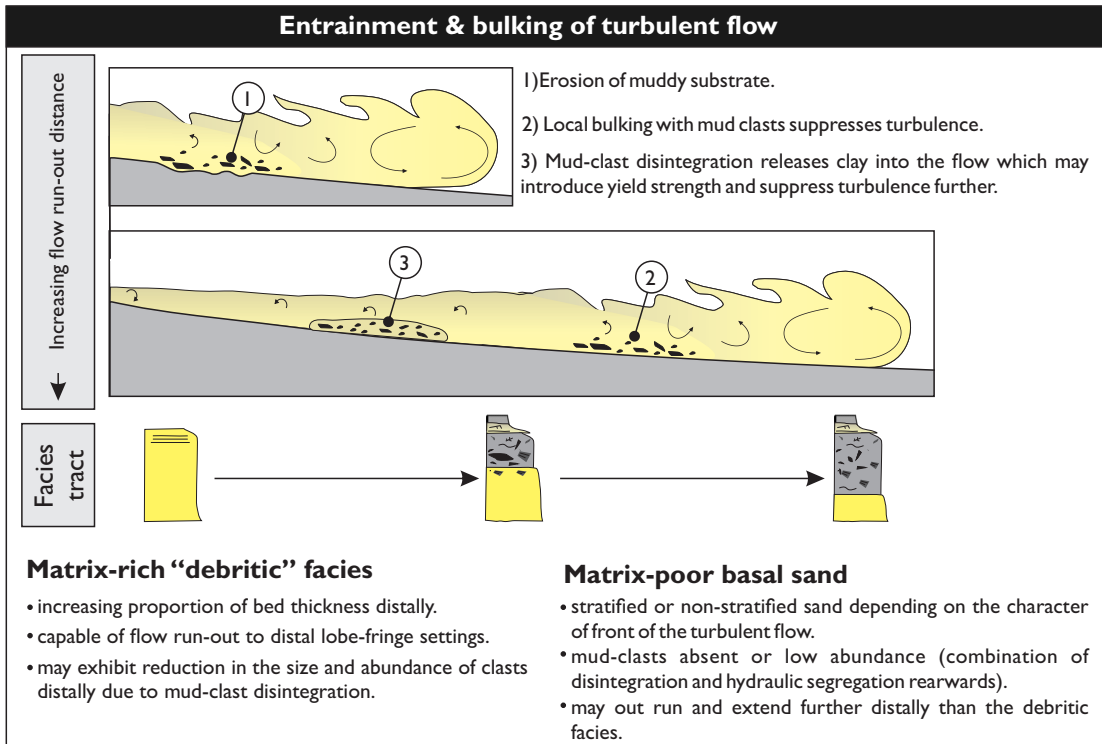 Entrainment & bulking of turbulent flow
Increasing flow run-out distance
1
1)Erosion of muddy substrate.
2) Local bulking with mud clasts suppresses turbulence.
3) Mud-clast disintegration releases clay into the flow which may
introduce yield strength and suppress turbulence further.
3
2
Facies
tract
Matrix-rich “debritic” facies
• increasing proportion of bed thickness distally.
• capable of flow run-out to distal lobe-fringe settings.
• may exhibit reduction in the size and abundance of clasts
distally due to mud-clast disintegration.
Matrix-poor basal sand
• stratified or non-stratified sand depending on the character
of front of the turbulent flow.
• mud-clasts absent or low abundance (combination of
disintegration and hydraulic segregation rearwards).
• may out run and extend further distally than the debritic
facies.